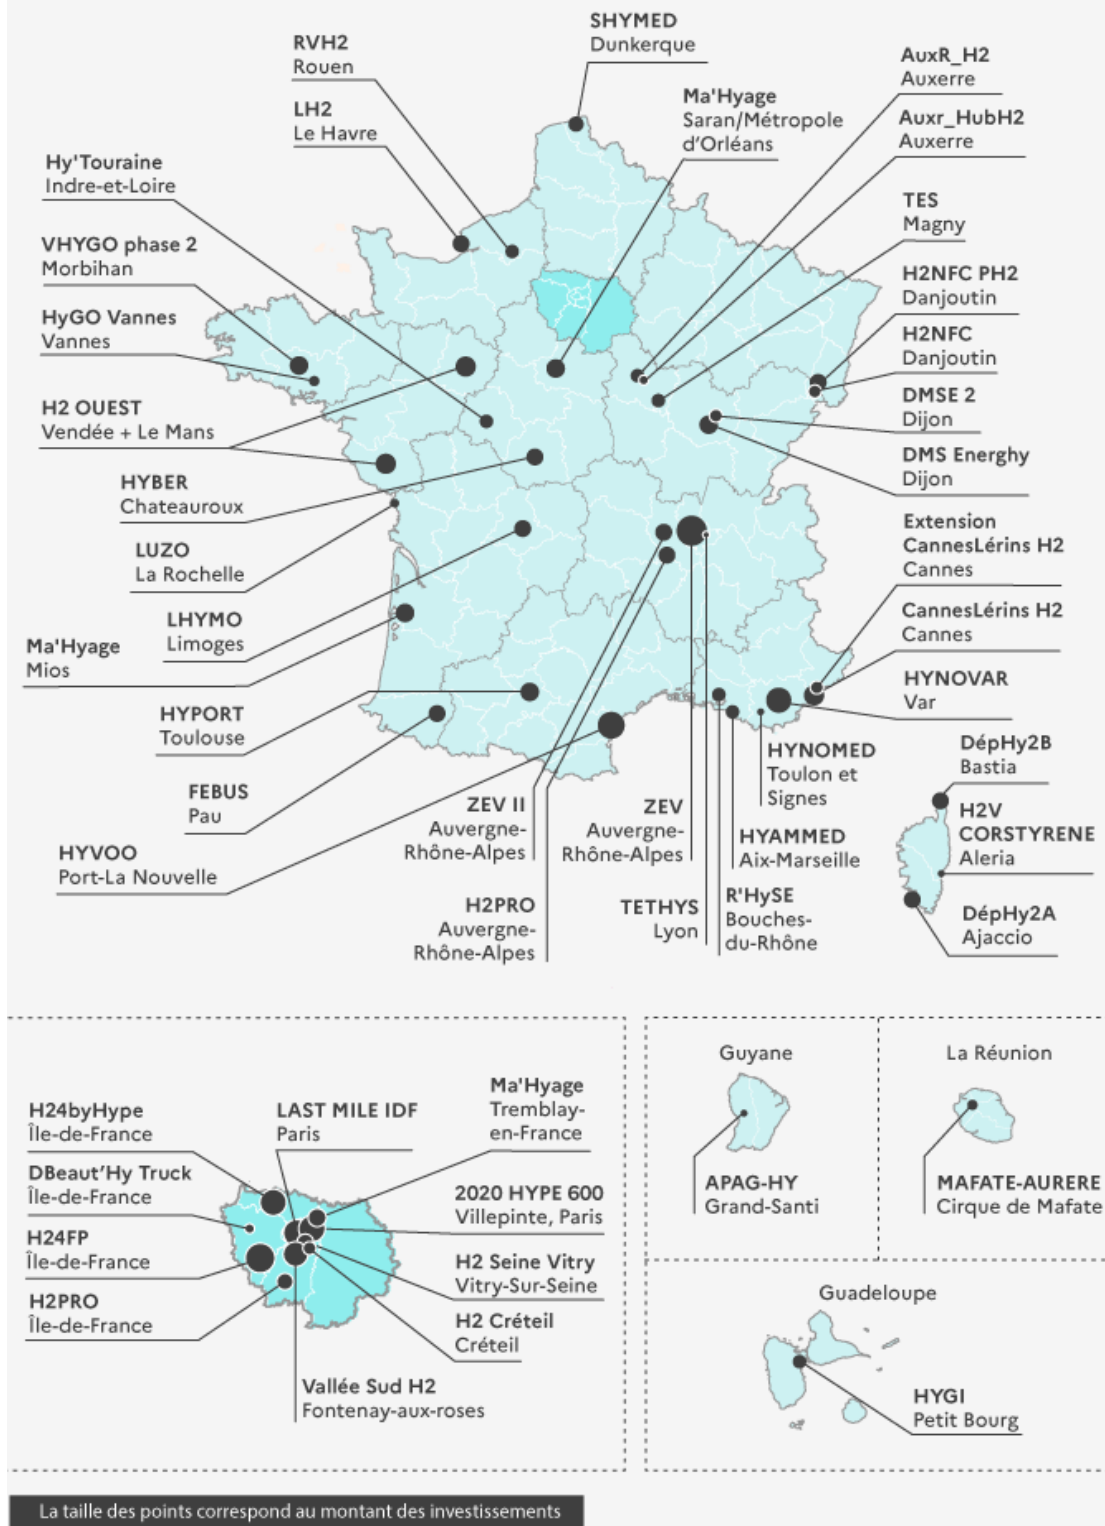 SHYMED
Dunkerque
RVH2
Rouen
AuxR_H2
Auxerre
Ma'Hyage
Saran/Métropole
d'Orléans
LH2
Le Havre
Auxr_HubH2
Auxerre
Hy'Touraine
Indre-et-Loire
TES
Magny
VHYGO phase 2
Morbihan
H2NFC PH2
Danjoutin
HyGO Vannes
Vannes
H2NFC
Danjoutin
H2 OUEST
Vendée + Le Mans
DMSE 2
Dijon
HYBER
Chateauroux
DMS Energhy
Dijon
LUZO
La Rochelle
Extension
CannesLérins H2
Cannes
LHYMO
Limoges
CannesLérins H2
Cannes
Ma'Hyage
Mios
HYNOVAR
Var
HYPORT
Toulouse
HYNOMED
Toulon et
Signes
DépHy2B
Bastia
FEBUS
Pau
ZEV II
Auvergne-
Rhône-Alpes
ZEV
Auvergne-
Rhône-Alpes
HYAMMED
Aix-Marseille
H2V
CORSTYRENE
Aleria
HYVOO
Port-La Nouvelle
H2PRO
Auvergne-
Rhône-Alpes
TETHYS
Lyon
R'HySE
Bouches-
du-Rhône
DépHy2A
Ajaccio
H24byHype
Île-de-France
LAST MILE IDF
Paris
Ma'Hyage
Tremblay-
en-France
DBeaut'Hy Truck
Île-de-France
2020 HYPE 600
Villepinte, Paris
H24FP
Île-de-France
H2 Seine Vitry
Vitry-Sur-Seine
H2PRO
Île-de-France
H2 Créteil
Créteil
Vallée Sud H2
Fontenay-aux-roses
Guyane
APAG-HY
Grand-Santi
La Réunion
MAFATE-AURERE
Cirque de Mafate
Guadeloupe
HYGI
Petit Bourg
La taille des points correspond au montant des investissements